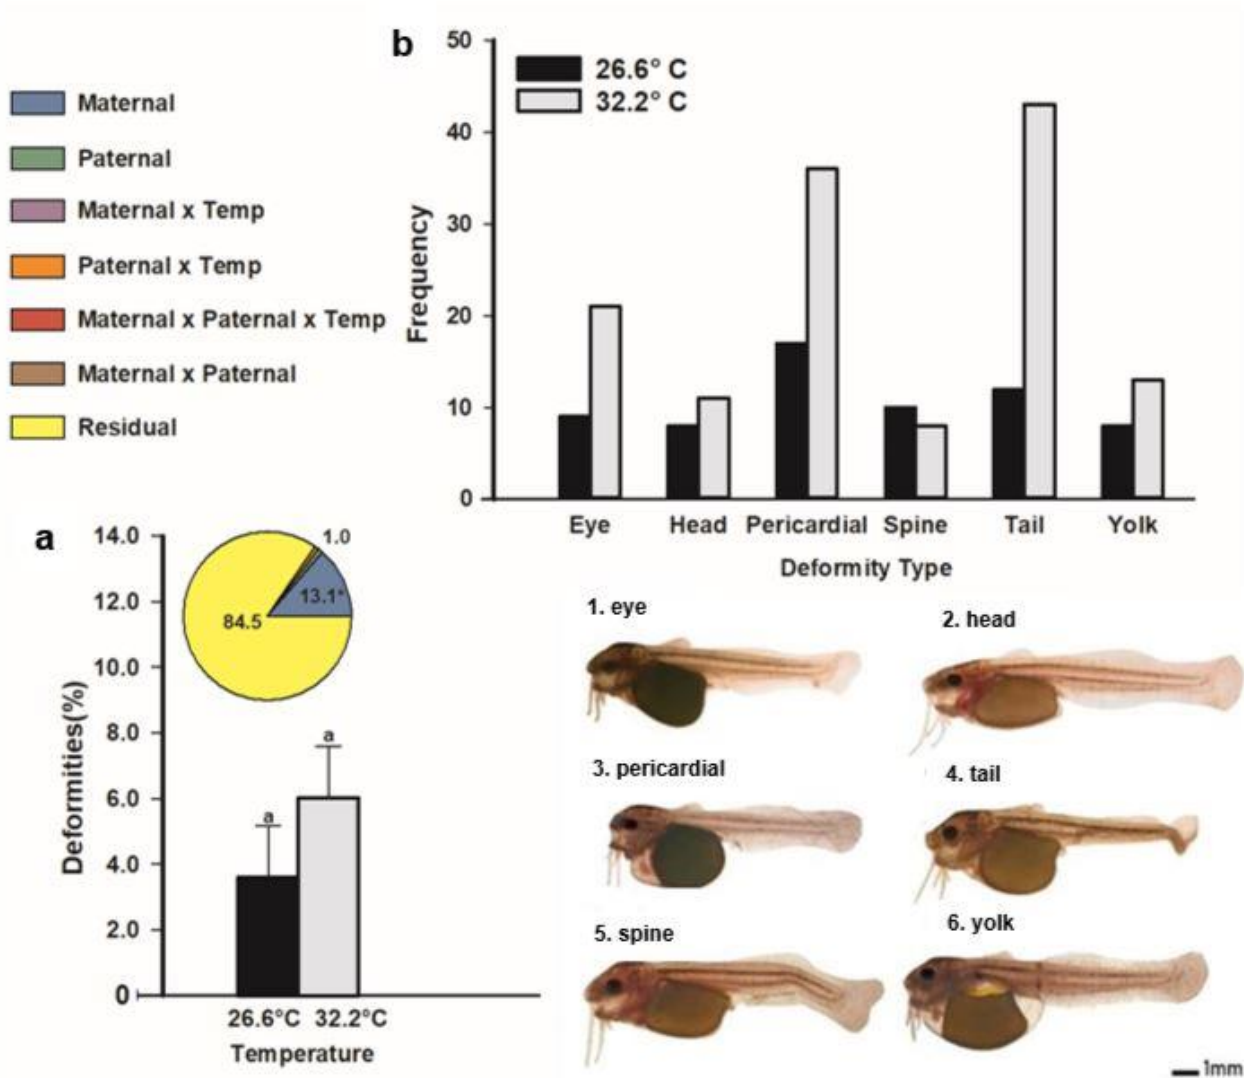 Maternal
Paternal
Maternal x Temp
Paternal x Temp
Maternal x Paternal x Temp
Maternal x Paternal
Residual
b
50
40
30
20
10
0
Frequency
26.6° C
32.2° C
Eye Head Pericardial Spine Tail Yolk
Deformity Type
a
14.0
12.0
10.0
8.0
6.0
4.0
2.0
0
Deformities(%)
1.0
13.1*
84.5
a
a
26.6°C 32.2°C
Temperature
1. eye
2. head
3. pericardial
4. tail
5. spine
6. yolk
1mm